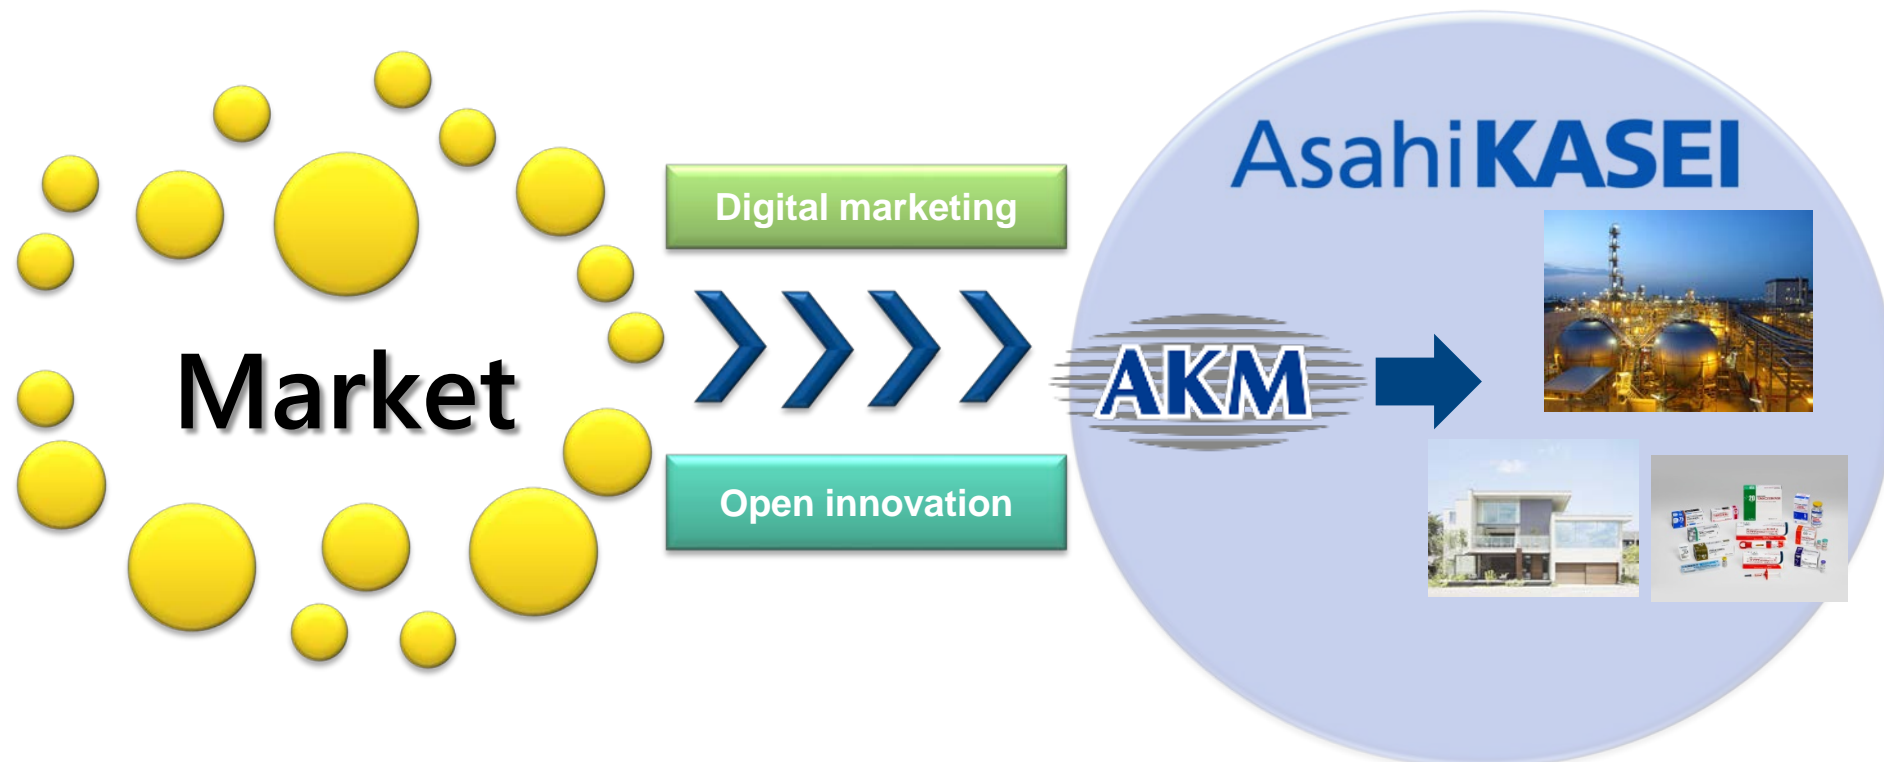 Market
Digital marketing
Open innovation
AsahiKASEI
AKM